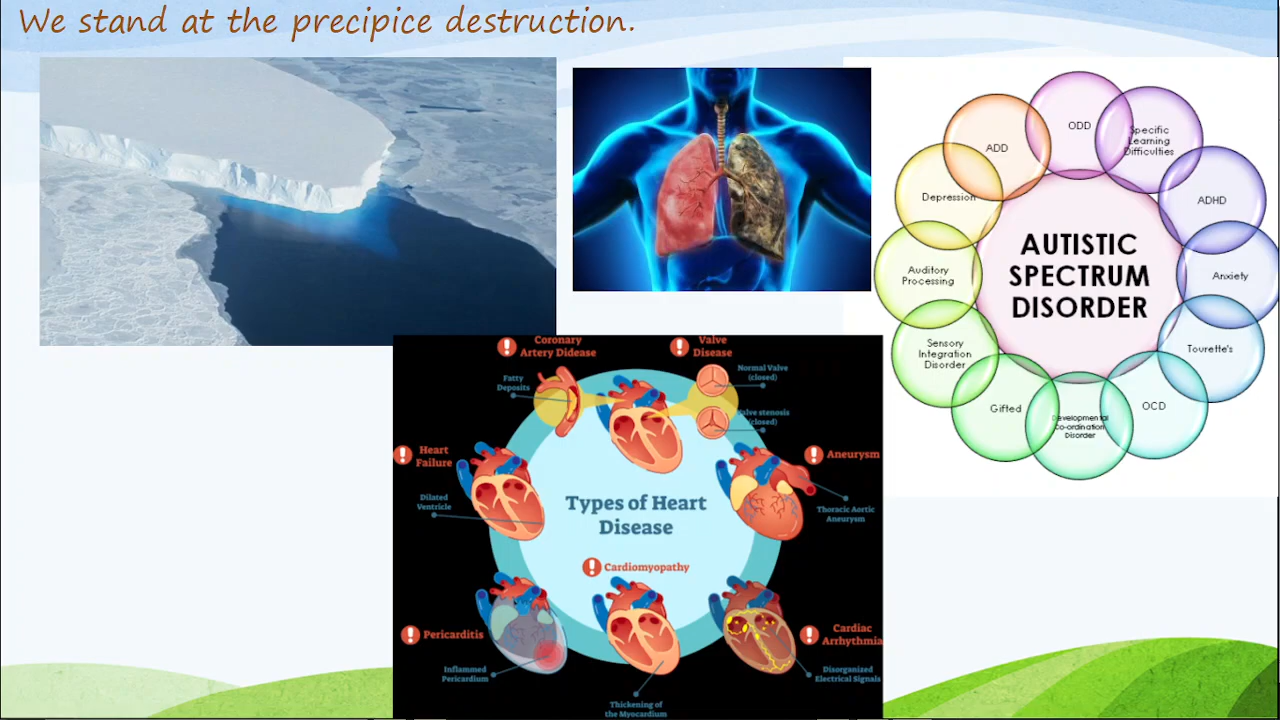 We stand at the precipice destruction.
ODD
Specific
Learning
Difficulties
ADD
ADHD
Depression
Anxiety
Auditory
Processing
AUTISTIC
SPECTRUM
DISORDER
Sensory
Integration
Disorder
Tourette's
Gifted
OCD
Developmental
Co-ordination
Disorder
Coronary
Artery Didease
Valve
Disease
Fatty
Deposits
Normal Valve
(closed)
Valve stenosis
(closed)
Heart
Failure
Aneurysm
Dilated
Ventricle
Thoracic Aortic
Aneurysm
Types of Heart
Disease
Cardiomyopathy
Pericarditis
Cardiac
Arrhythmia
Inflammed
Pericardium
Disorganized
Electrical Signals
Thickening of
the Myocardium